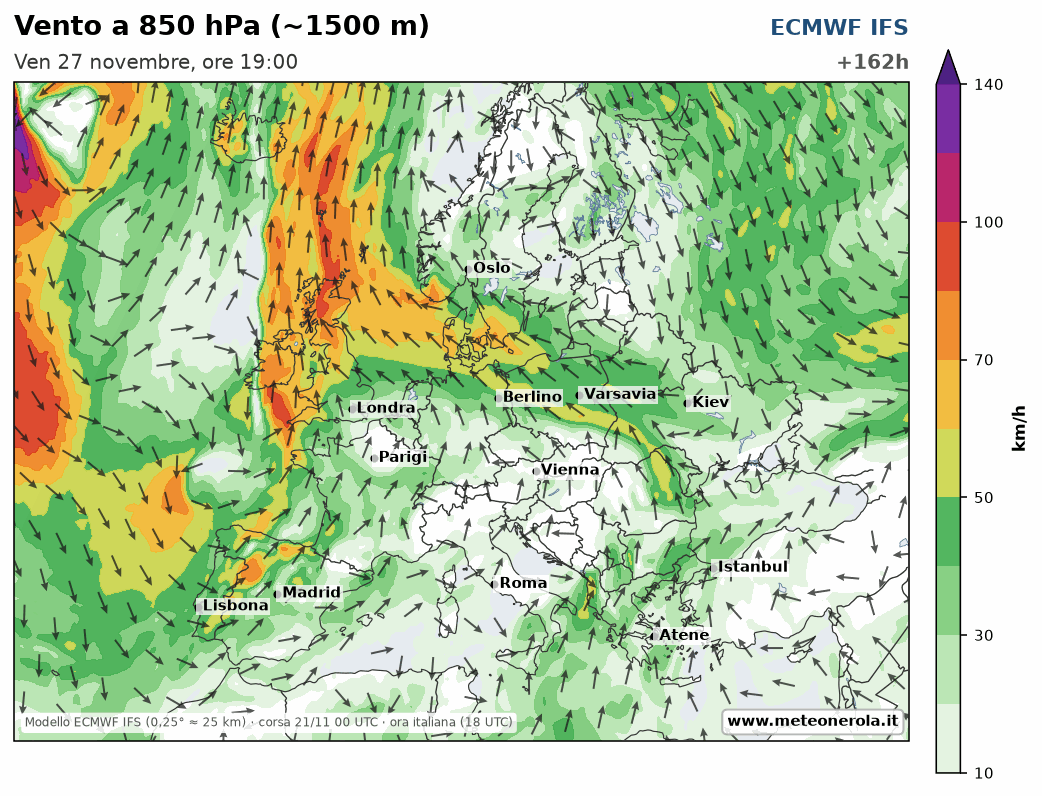 Vento a 850 hPa (~1500 m)
ECMWF IFS
Ven 27 novembre, ore 19:00
+162h
140
100
70
50
30
10
km/h
Oslo
Berlino
Varsavia
Kiev
Londra
Parigi
Vienna
Istanbul
Roma
Madrid
Lisbona
Atene
Modello ECMWF IFS (0,25° ≈ 25 km) · corsa 21/11 00 UTC · ora italiana (18 UTC)
www.meteonerola.it